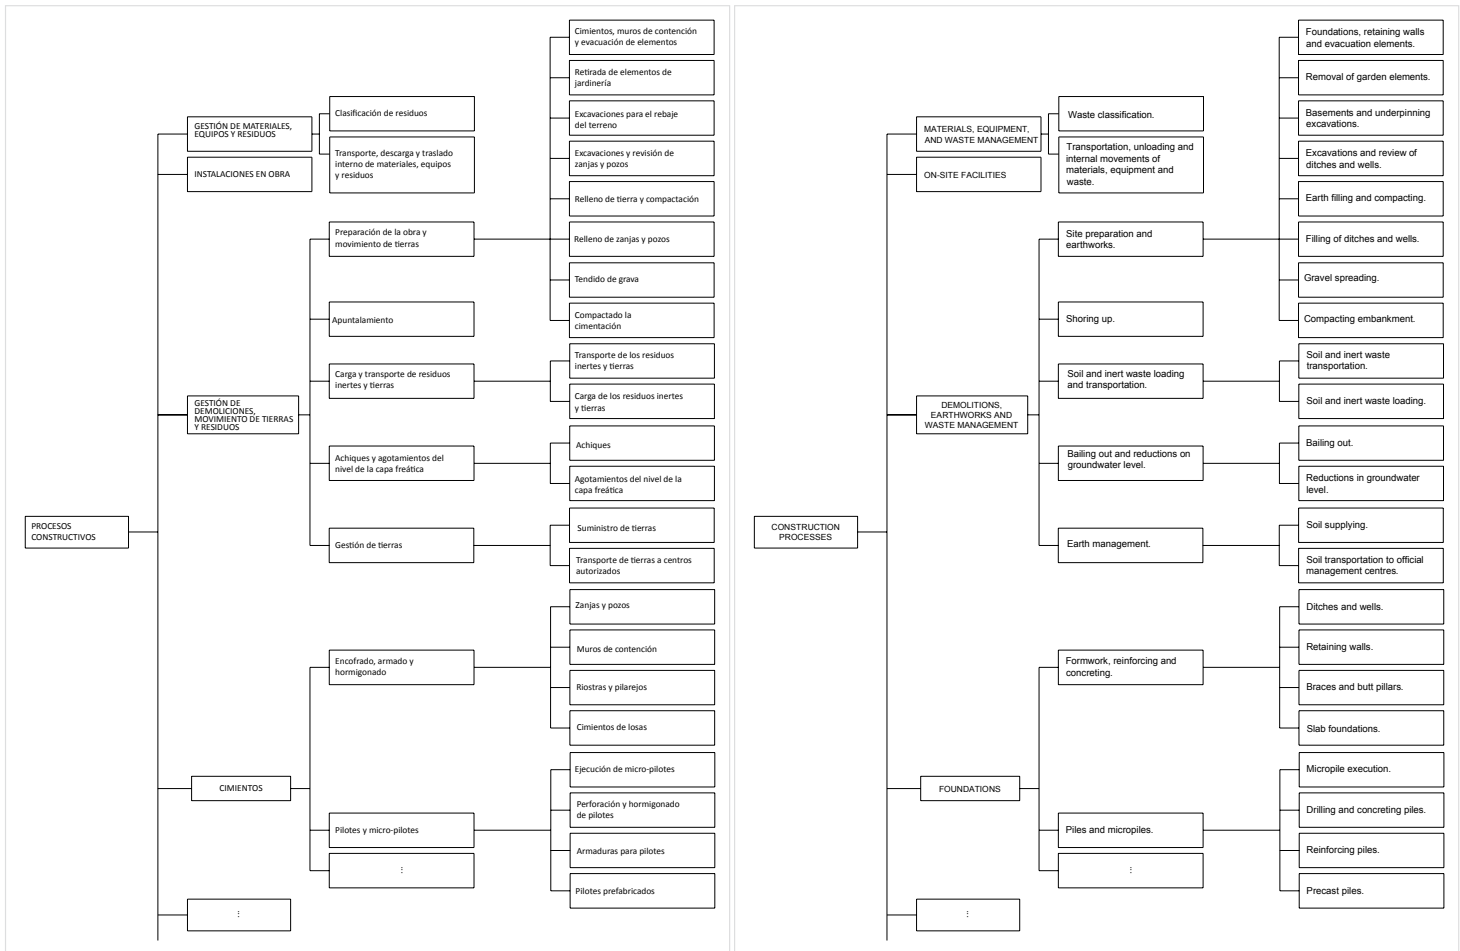 PROCESOS
CONSTRUCTIVOS
GESTIÓN DE MATERIALES,
EQUIPOS Y RESIDUOS
Clasificación de residuos
Transporte, descarga y traslado
interno de materiales, equipos
y residuos
INSTALACIONES EN OBRA
GESTIÓN DE
DEMOLICIONES,
MOVIMIENTO DE TIERRAS
Y RESIDUOS
Preparación de la obra y
movimiento de tierras
Cimientos, muros de contención
y evacuación de elementos
Retirada de elementos de
jardinería
Excavaciones para el rebaje
del terreno
Excavaciones y revisión de
zanjas y pozos
Relleno de tierra y compactación
Relleno de zanjas y pozos
Tendido de grava
Compactado la
cimentación
Apuntalamiento
Carga y transporte de residuos
inertes y tierras
Transporte de los residuos
inertes y tierras
Carga de los residuos inertes
y tierras
Achiques y agotamientos del
nivel de la capa freática
Achiques
Agotamientos del nivel de la
capa freática
Gestión de tierras
Suministro de tierras
Transporte de tierras a centros
autorizados
CIMIENTOS
Encofrado, armado y
hormigonado
Zanjas y pozos
Muros de contención
Riostras y pilarejos
Cimientos de losas
Pilotes y micro-pilotes
Ejecución de micro-pilotes
Perforación y hormigonado
de pilotes
Armaduras para pilotes
Pilotes prefabricados
⋮
⋮
CONSTRUCTION
PROCESSES
MATERIALS, EQUIPMENT,
AND WASTE MANAGEMENT
Waste classification.
Transportation, unloading and
internal movements of
materials, equipment and
waste.
ON-SITE FACILITIES
DEMOLITIONS,
EARTHWORKS AND
WASTE MANAGEMENT
Site preparation and
earthworks.
Foundations, retaining walls
and evacuation elements.
Removal of garden elements.
Basements and underpinning
excavations.
Excavations and review of
ditches and wells.
Earth filling and compacting.
Filling of ditches and wells.
Gravel spreading.
Compacting embankment.
Shoring up.
Soil and inert waste loading
and transportation.
Soil and inert waste
transportation.
Soil and inert waste loading.
Bailing out and reductions on
groundwater level.
Bailing out.
Reductions in groundwater
level.
Earth management.
Soil supplying.
Soil transportation to official
management centres.
FOUNDATIONS
Formwork, reinforcing and
concreting.
Ditches and wells.
Retaining walls.
Braces and butt pillars.
Slab foundations.
Piles and micropiles.
Micropile execution.
Drilling and concreting piles.
Reinforcing piles.
Precast piles.
⋮
⋮